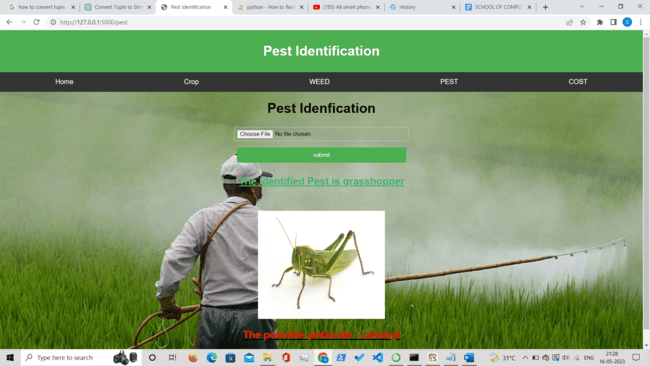 how to convert tuple
Convert Tuple to Strin
Pest identification
python - How to flash
(785) All smart phone
History
SCHOOL OF COMPU
http://127.0.0.1:5000/pest
Pest Identification
Home Crop WEED PEST COST
Pest Idenfication
Choose File No file chosen
submit
The Identified Pest is grasshopper
The possible pesticide :
Type here to search
31°C
ENG
21:28
16-05-2023